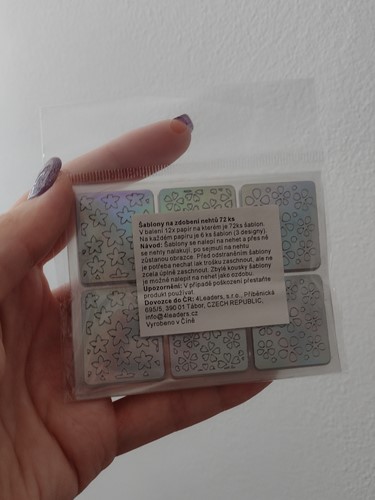 Šablony na zdobení nehtů 72 ks
V balení 12x papír na kterém je 72ks šablon
Na každém papíru je 6 ks šablon (3 designy)
Návod: Šablony se nalepí na nehet a přes ně
se nehty nalakují, po sejmutí na nehtu
zůstanou obrazce. Před odstraněním šablony
je potřeba nechat lak trošku zaschnout, ale ne
zcela úplně zaschnout. Zbylé kousky šablony
je možné nalepit na nehet jako ozdobu.
Upozornění: V případě poškození přestaňte
produkt používat.
Dovozce do ČR: 4Leaders, s.r.o., Příběnická
695/5, 390 01 Tábor, CZECH REPUBLIC,
info@4leaders.cz
Vyrobeno v Číně